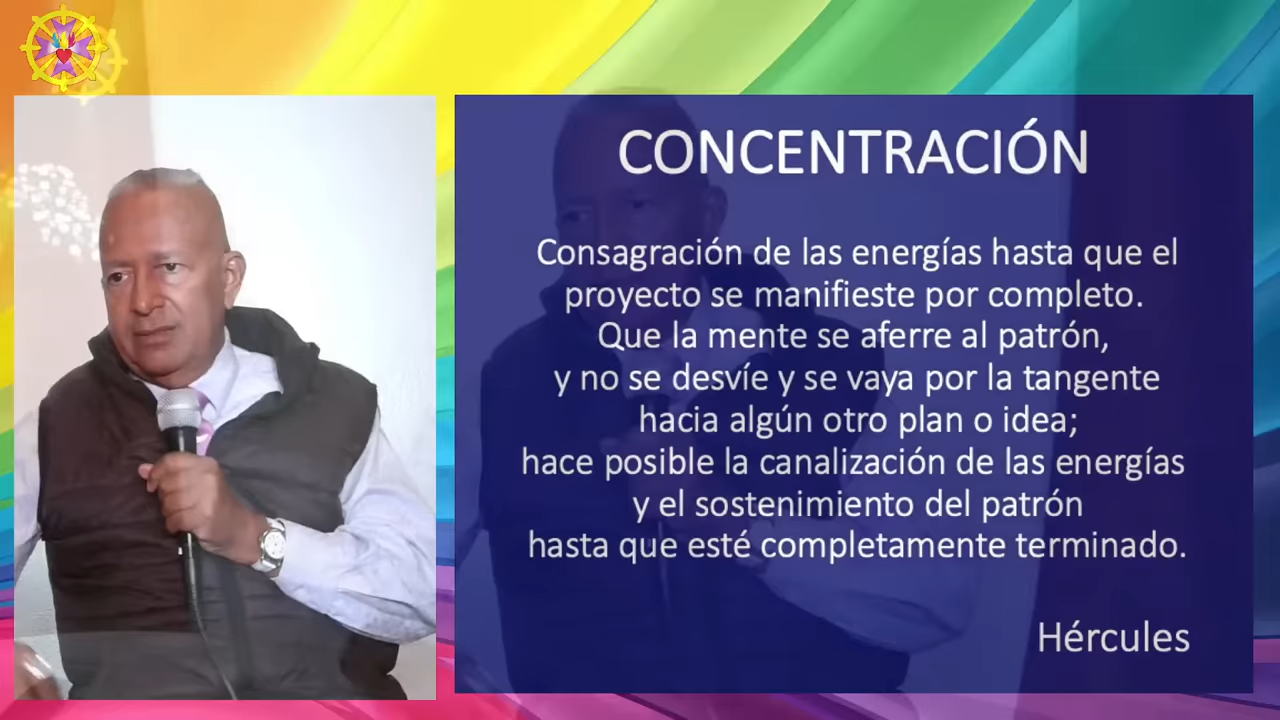 CONCENTRACIÓN
Consagración de las energías hasta que el
proyecto se manifieste por completo.
Que la mente se aferre al patrón,
y no se desvíe y se vaya por la tangente
hacia algún otro plan o idea;
hace posible la canalización de las energías
y el sostenimiento del patrón
hasta que esté completamente terminado.
Hércules